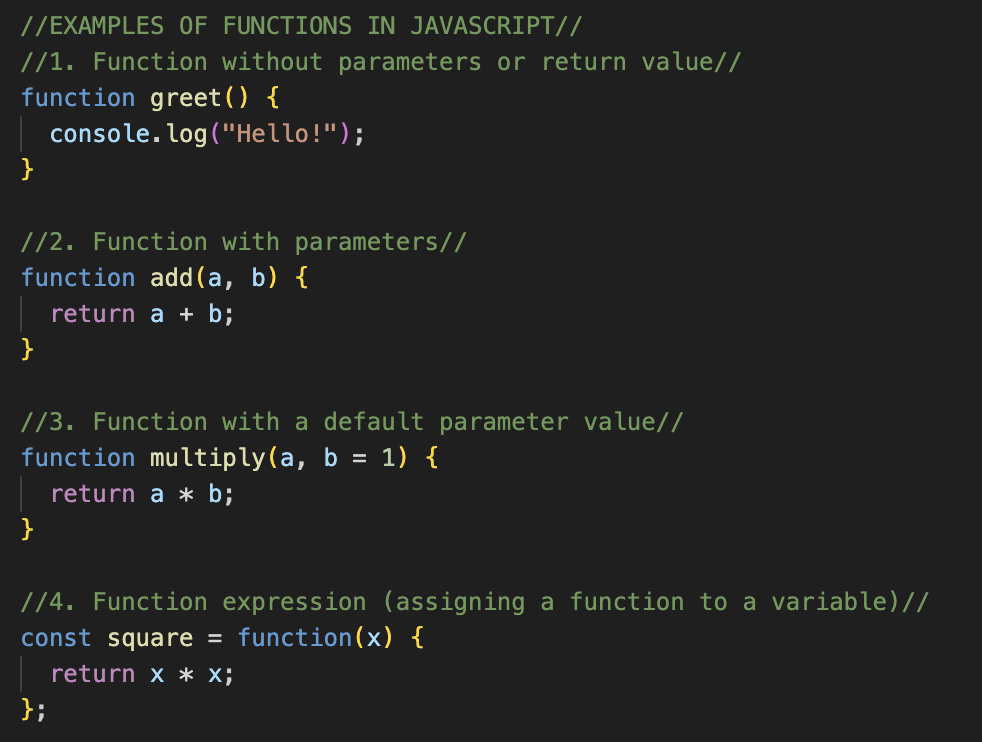 //EXAMPLES OF FUNCTIONS IN JAVASCRIPT//
//1. Function without parameters or return value//
function greet() {
  console.log("Hello!");
}

//2. Function with parameters//
function add(a, b) {
  return a + b;
}

//3. Function with a default parameter value//
function multiply(a, b = 1) {
  return a * b;
}

//4. Function expression (assigning a function to a variable)//
const square = function(x) {
  return x * x;
};